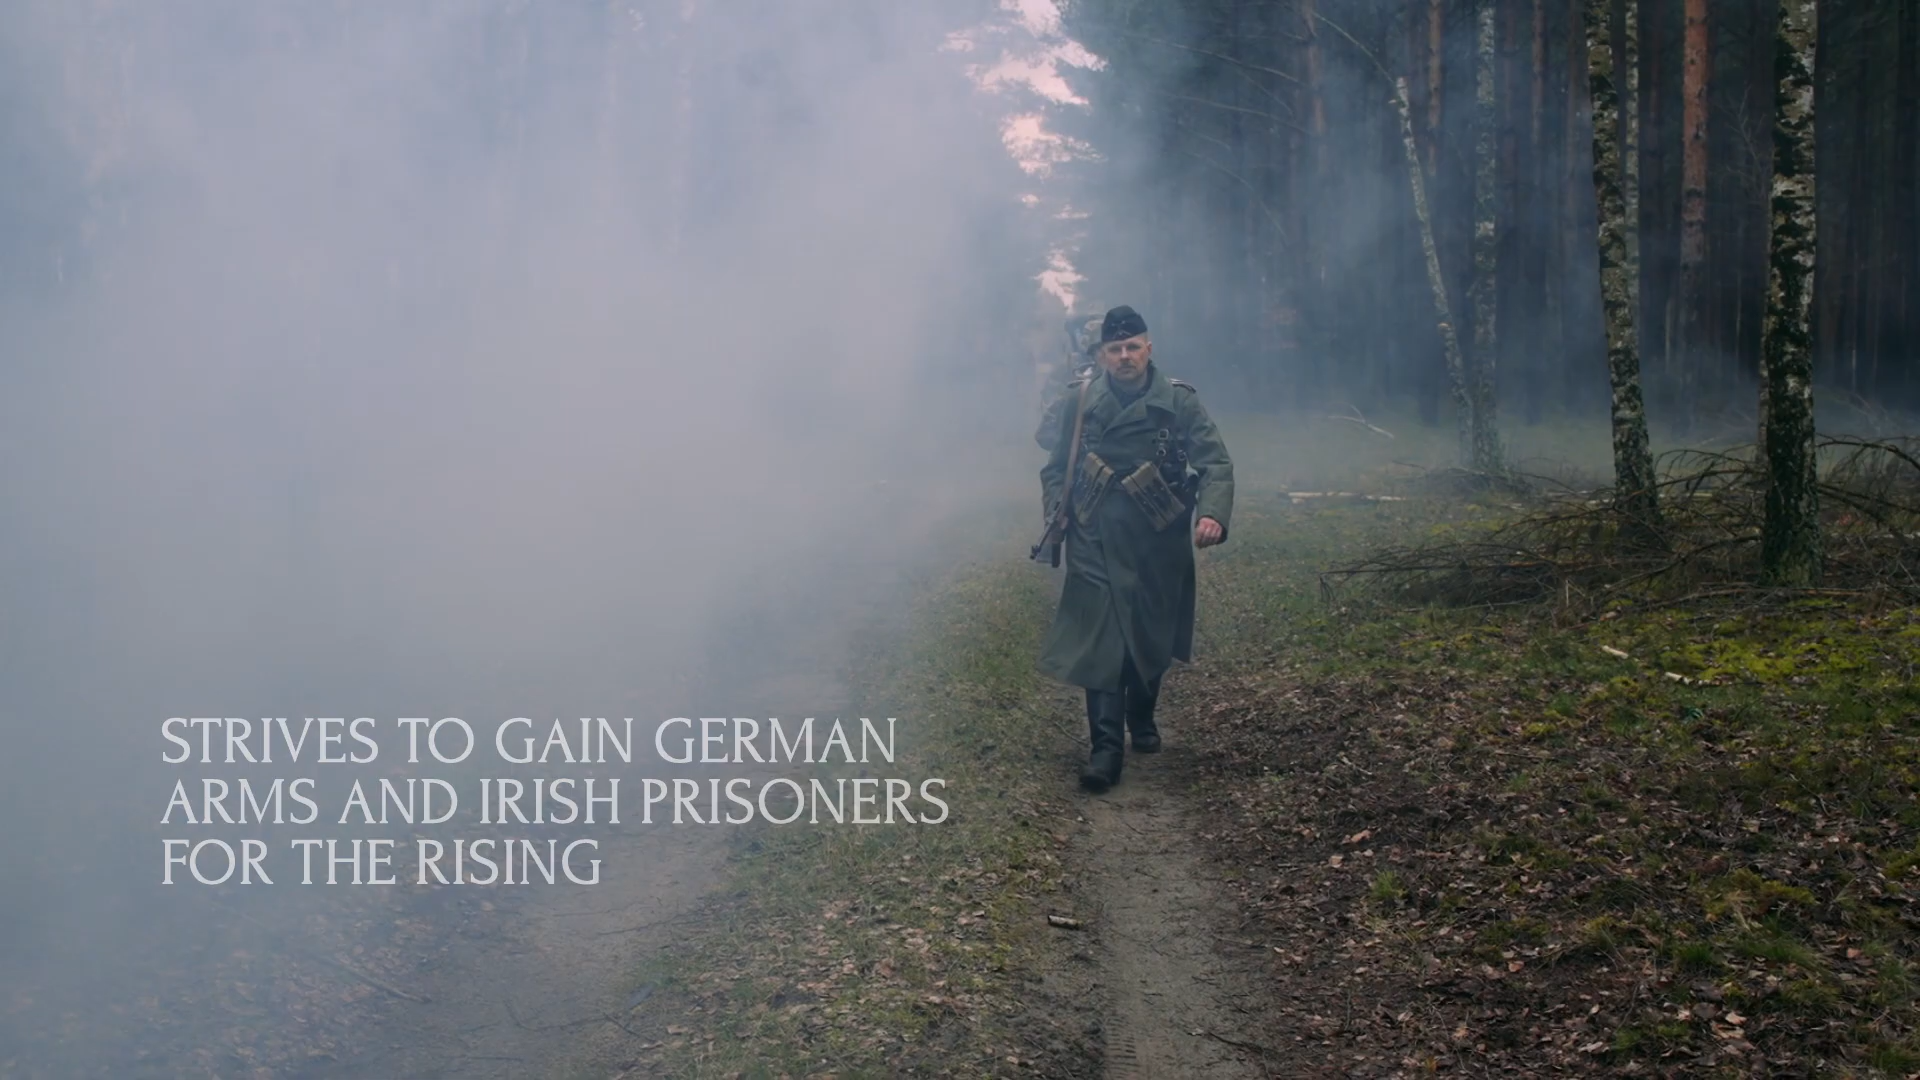 STRIVES TO GAIN GERMAN
ARMS AND IRISH PRISONERS
FOR THE RISING